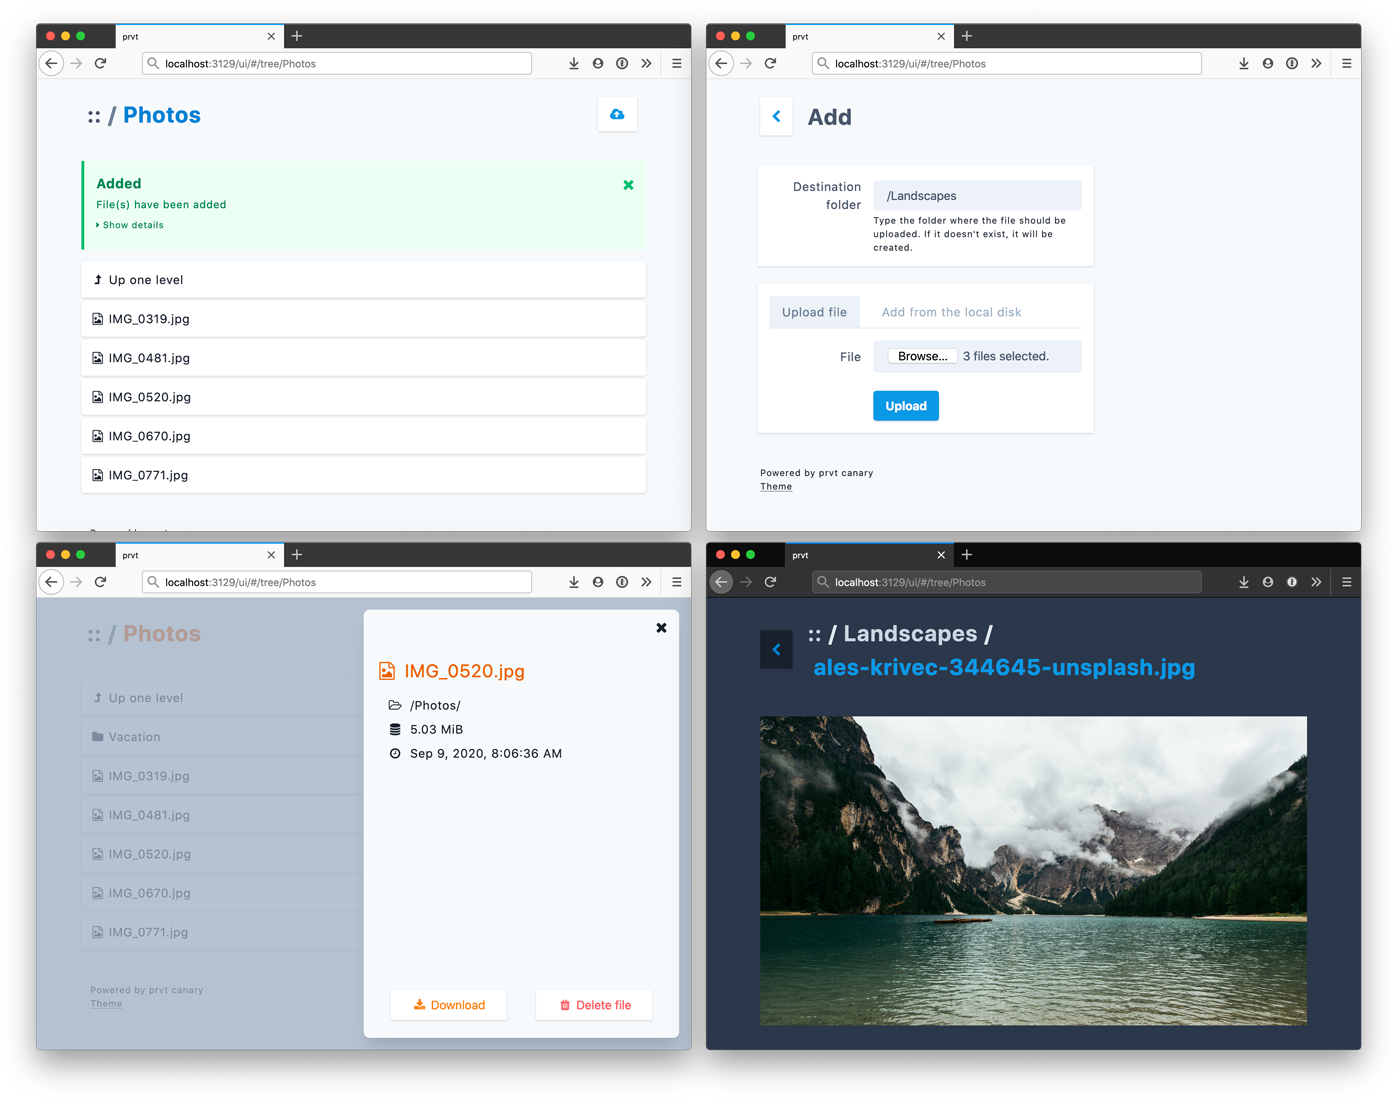 prvt
localhost:3129/ui/#/tree/Photos
:: / Photos
Added
File(s) have been added
Show details
Up one level
IMG_0319.jpg
IMG_0481.jpg
IMG_0520.jpg
IMG_0670.jpg
IMG_0771.jpg
prvt
localhost:3129/ui/#/tree/Photos
Add
Destination
folder
/Landscapes
Type the folder where the file should be
uploaded. If it doesn't exist, it will be
created.
Upload file
Add from the local disk
File
Browse...
3 files selected.
Upload
Powered by prvt canary
Theme
prvt
localhost:3129/ui/#/tree/Photos
:: / Photos
Up one level
Vacation
IMG_0319.jpg
IMG_0481.jpg
IMG_0520.jpg
IMG_0670.jpg
IMG_0771.jpg
Powered by prvt canary
Theme
IMG_0520.jpg
/Photos/
5.03 MiB
Sep 9, 2020, 8:06:36 AM
Download
Delete file
prvt
localhost:3129/ui/#/tree/Photos
:: / Landscapes /
ales-krivec-344645-unsplash.jpg